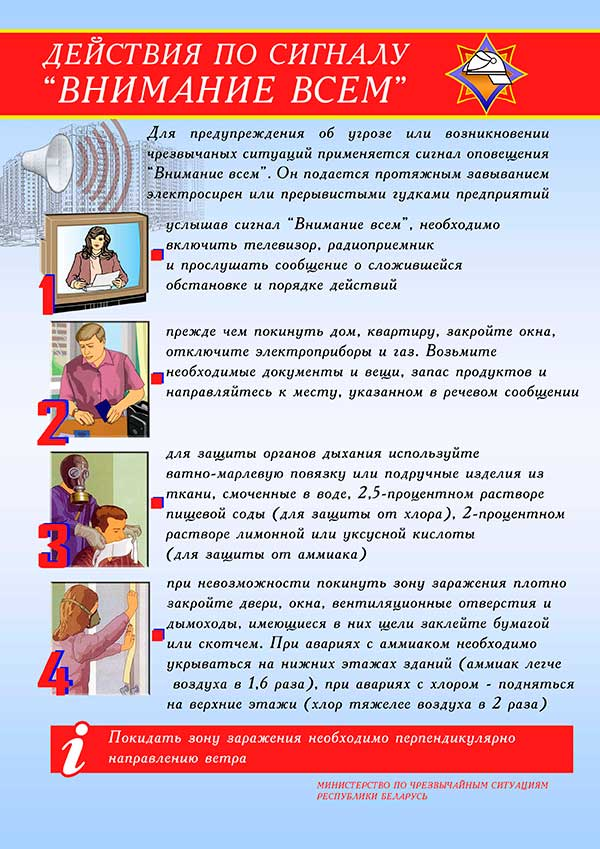 ДЕЙСТВИЯ ПО СИГНАЛУ
“ВНИМАНИЕ ВСЕМ”
Для предупреждения об угрозе или возникновении
чрезвычаных ситуаций применяется сигнал оповещения
“Внимание всем”. Он подается протяжным завыванием
электросирен или прерывистыми гудками предприятий
1
услышав сигнал “Внимание всем”, необходимо
включить телевизор, радиоприемник
и прослушать сообщение о сложившейся
обстановке и порядке действий
2
прежде чем покинуть дом, квартиру, закройте окна,
отключите электроприборы и газ. Возьмите
необходимые документы и вещи, запас продуктов и
направляйтесь к месту, указанном в речевом сообщении
3
для защиты органов дыхания используйте
ватно-марлевую повязку или подручные изделия из
ткани, смоченные в воде, 2,5-процентном растворе
пищевой соды (для защиты от хлора), 2-процентном
растворе лимонной или уксусной кислоты
(для защиты от аммиака)
4
при невозможности покинуть зону заражения плотно
закройте двери, окна, вентиляционные отверстия и
дымоходы, имеющиеся в них щели заклейте бумагой
или скотчем. При авариях с аммиаком необходимо
укрываться на нижних этажах зданий (аммиак легче
воздуха в 1,6 раза), при авариях с хлором - подняться
на верхние этажи (хлор тяжелее воздуха в 2 раза)
i
Покидать зону заражения необходимо перпендикулярно
направлению ветра
МИНИСТЕРСТВО ПО ЧРЕЗВЫЧАЙНЫМ СИТУАЦИЯМ
РЕСПУБЛИКИ БЕЛАРУСЬ